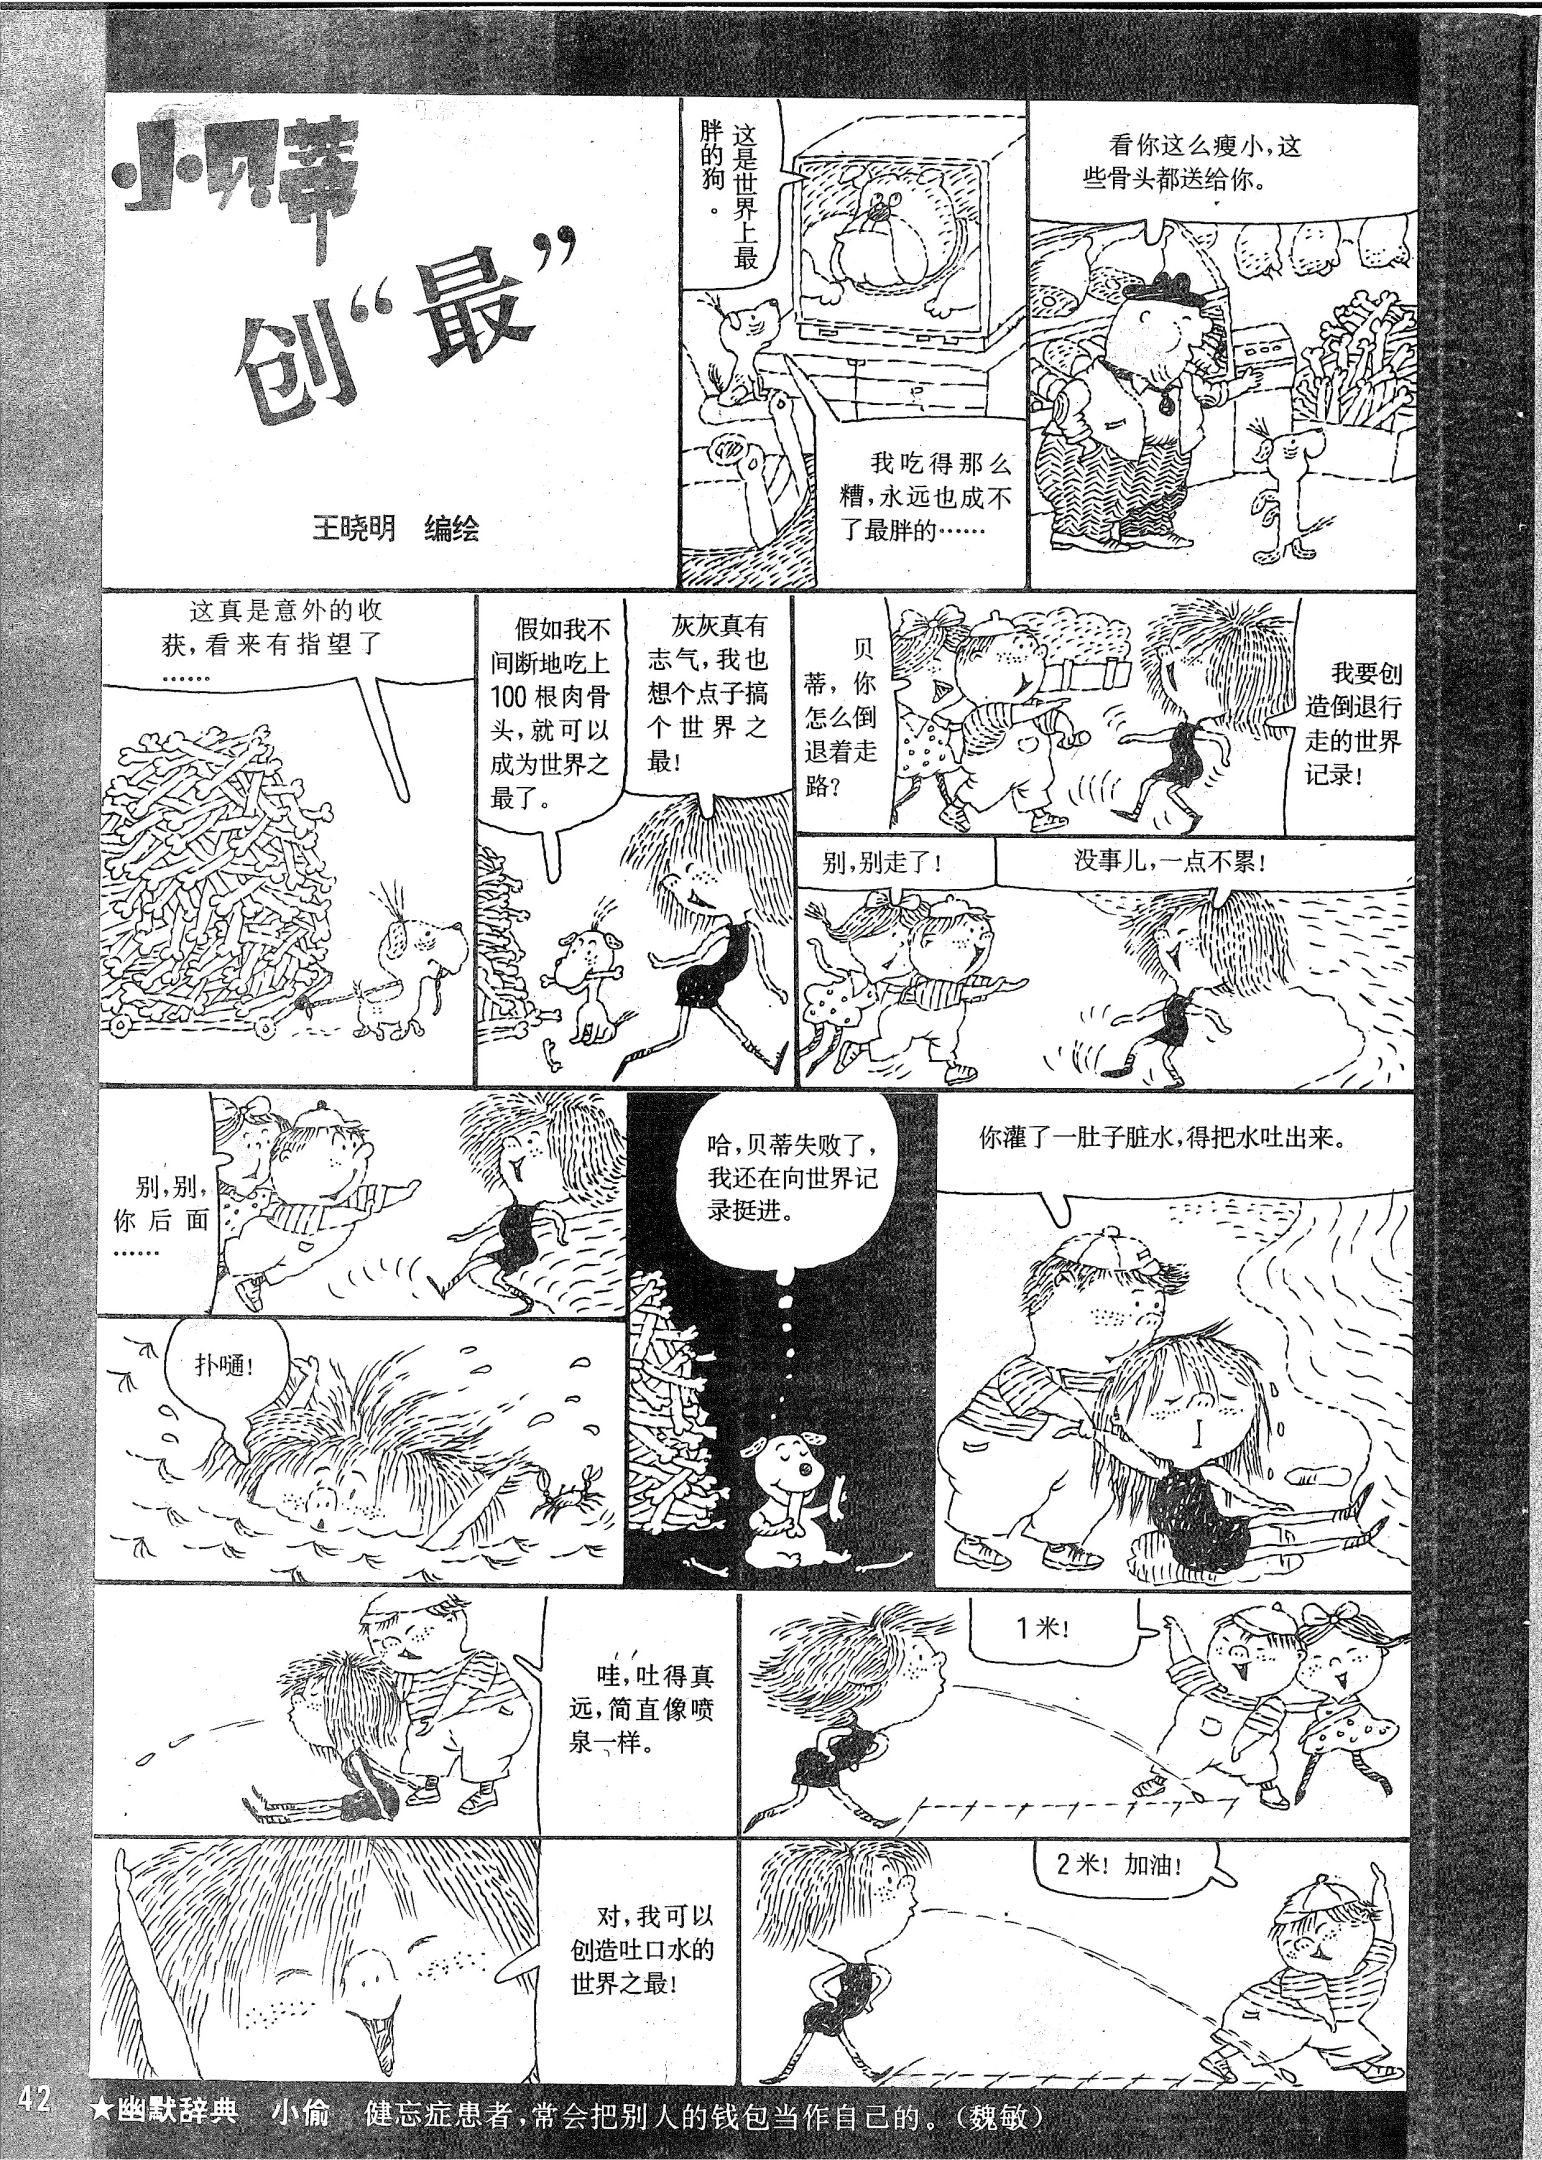 小贝蒂
创“最”
王晓明 编绘
这是世界上最
胖的狗。
我吃得那么
糟，永远也成不
了最胖的……
看你这么瘦小，这
些骨头都送给你。
这真是意外的收
获，看来有指望了
……
假如我不
间断地吃上
100根肉骨
头，就可以
成为世界之
最了。
灰灰真有
志气，我也
想个点子搞
个世界之
最！
贝
蒂，你
怎么倒
退着走
路？
我要创
造倒退行
走的世界
记录！
别，别走了！
没事儿，一点不累！
别，别，
你后面
……
扑嗵！
哈，贝蒂失败了，
我还在向世界记
录挺进。
你灌了一肚子脏水，得把水吐出来。
哇，吐得真
远，简直像喷
泉一样。
1米！
对，我可以
创造吐口水的
世界之最！
2米！加油！
42
★幽默辞典 小偷 健忘症患者，常会把别人的钱包当作自己的。（魏敏）